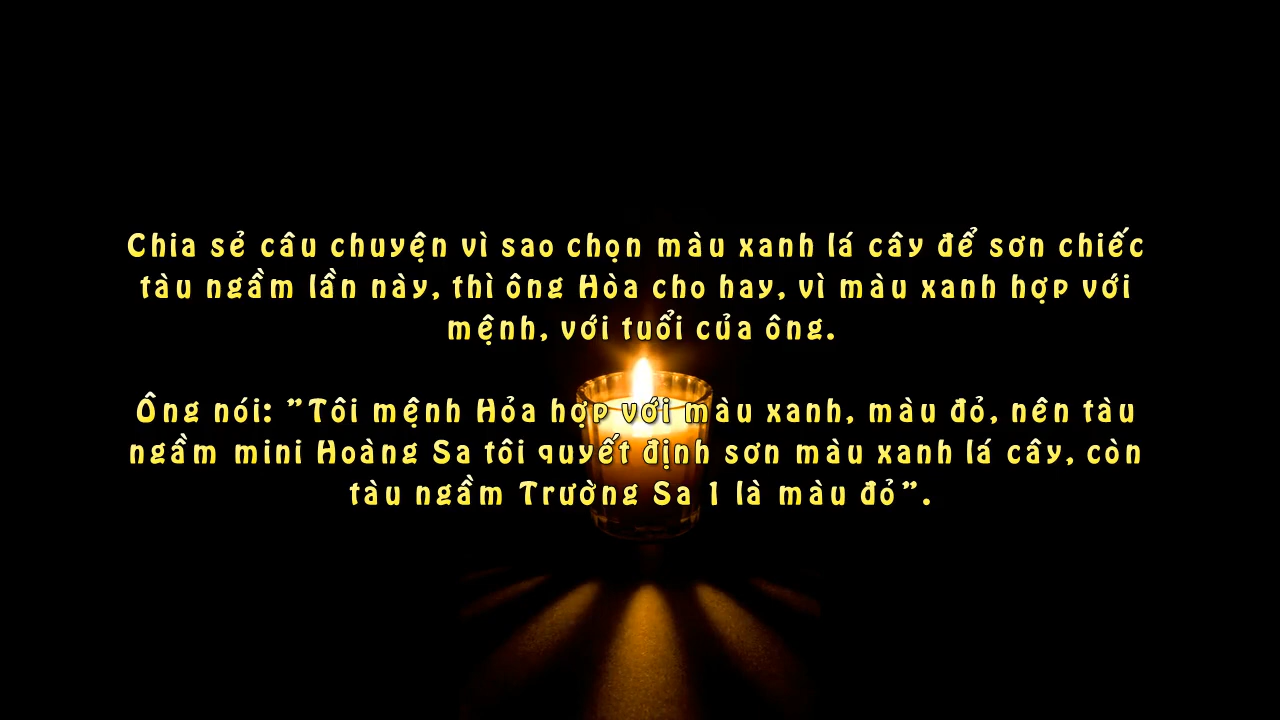 Chia sẻ câu chuyện vì sao chọn màu xanh lá cây để sơn chiếc
tàu ngầm lần này, thì ông Hòa cho hay, vì màu xanh hợp với
mệnh, với tuổi của ông.
Ông nói: "Tôi mệnh Hỏa hợp với màu xanh, màu đỏ, nên tàu
ngầm mini Hoàng Sa tôi quyết định sơn màu xanh lá cây, còn
tàu ngầm Trường Sa 1 là màu đỏ".